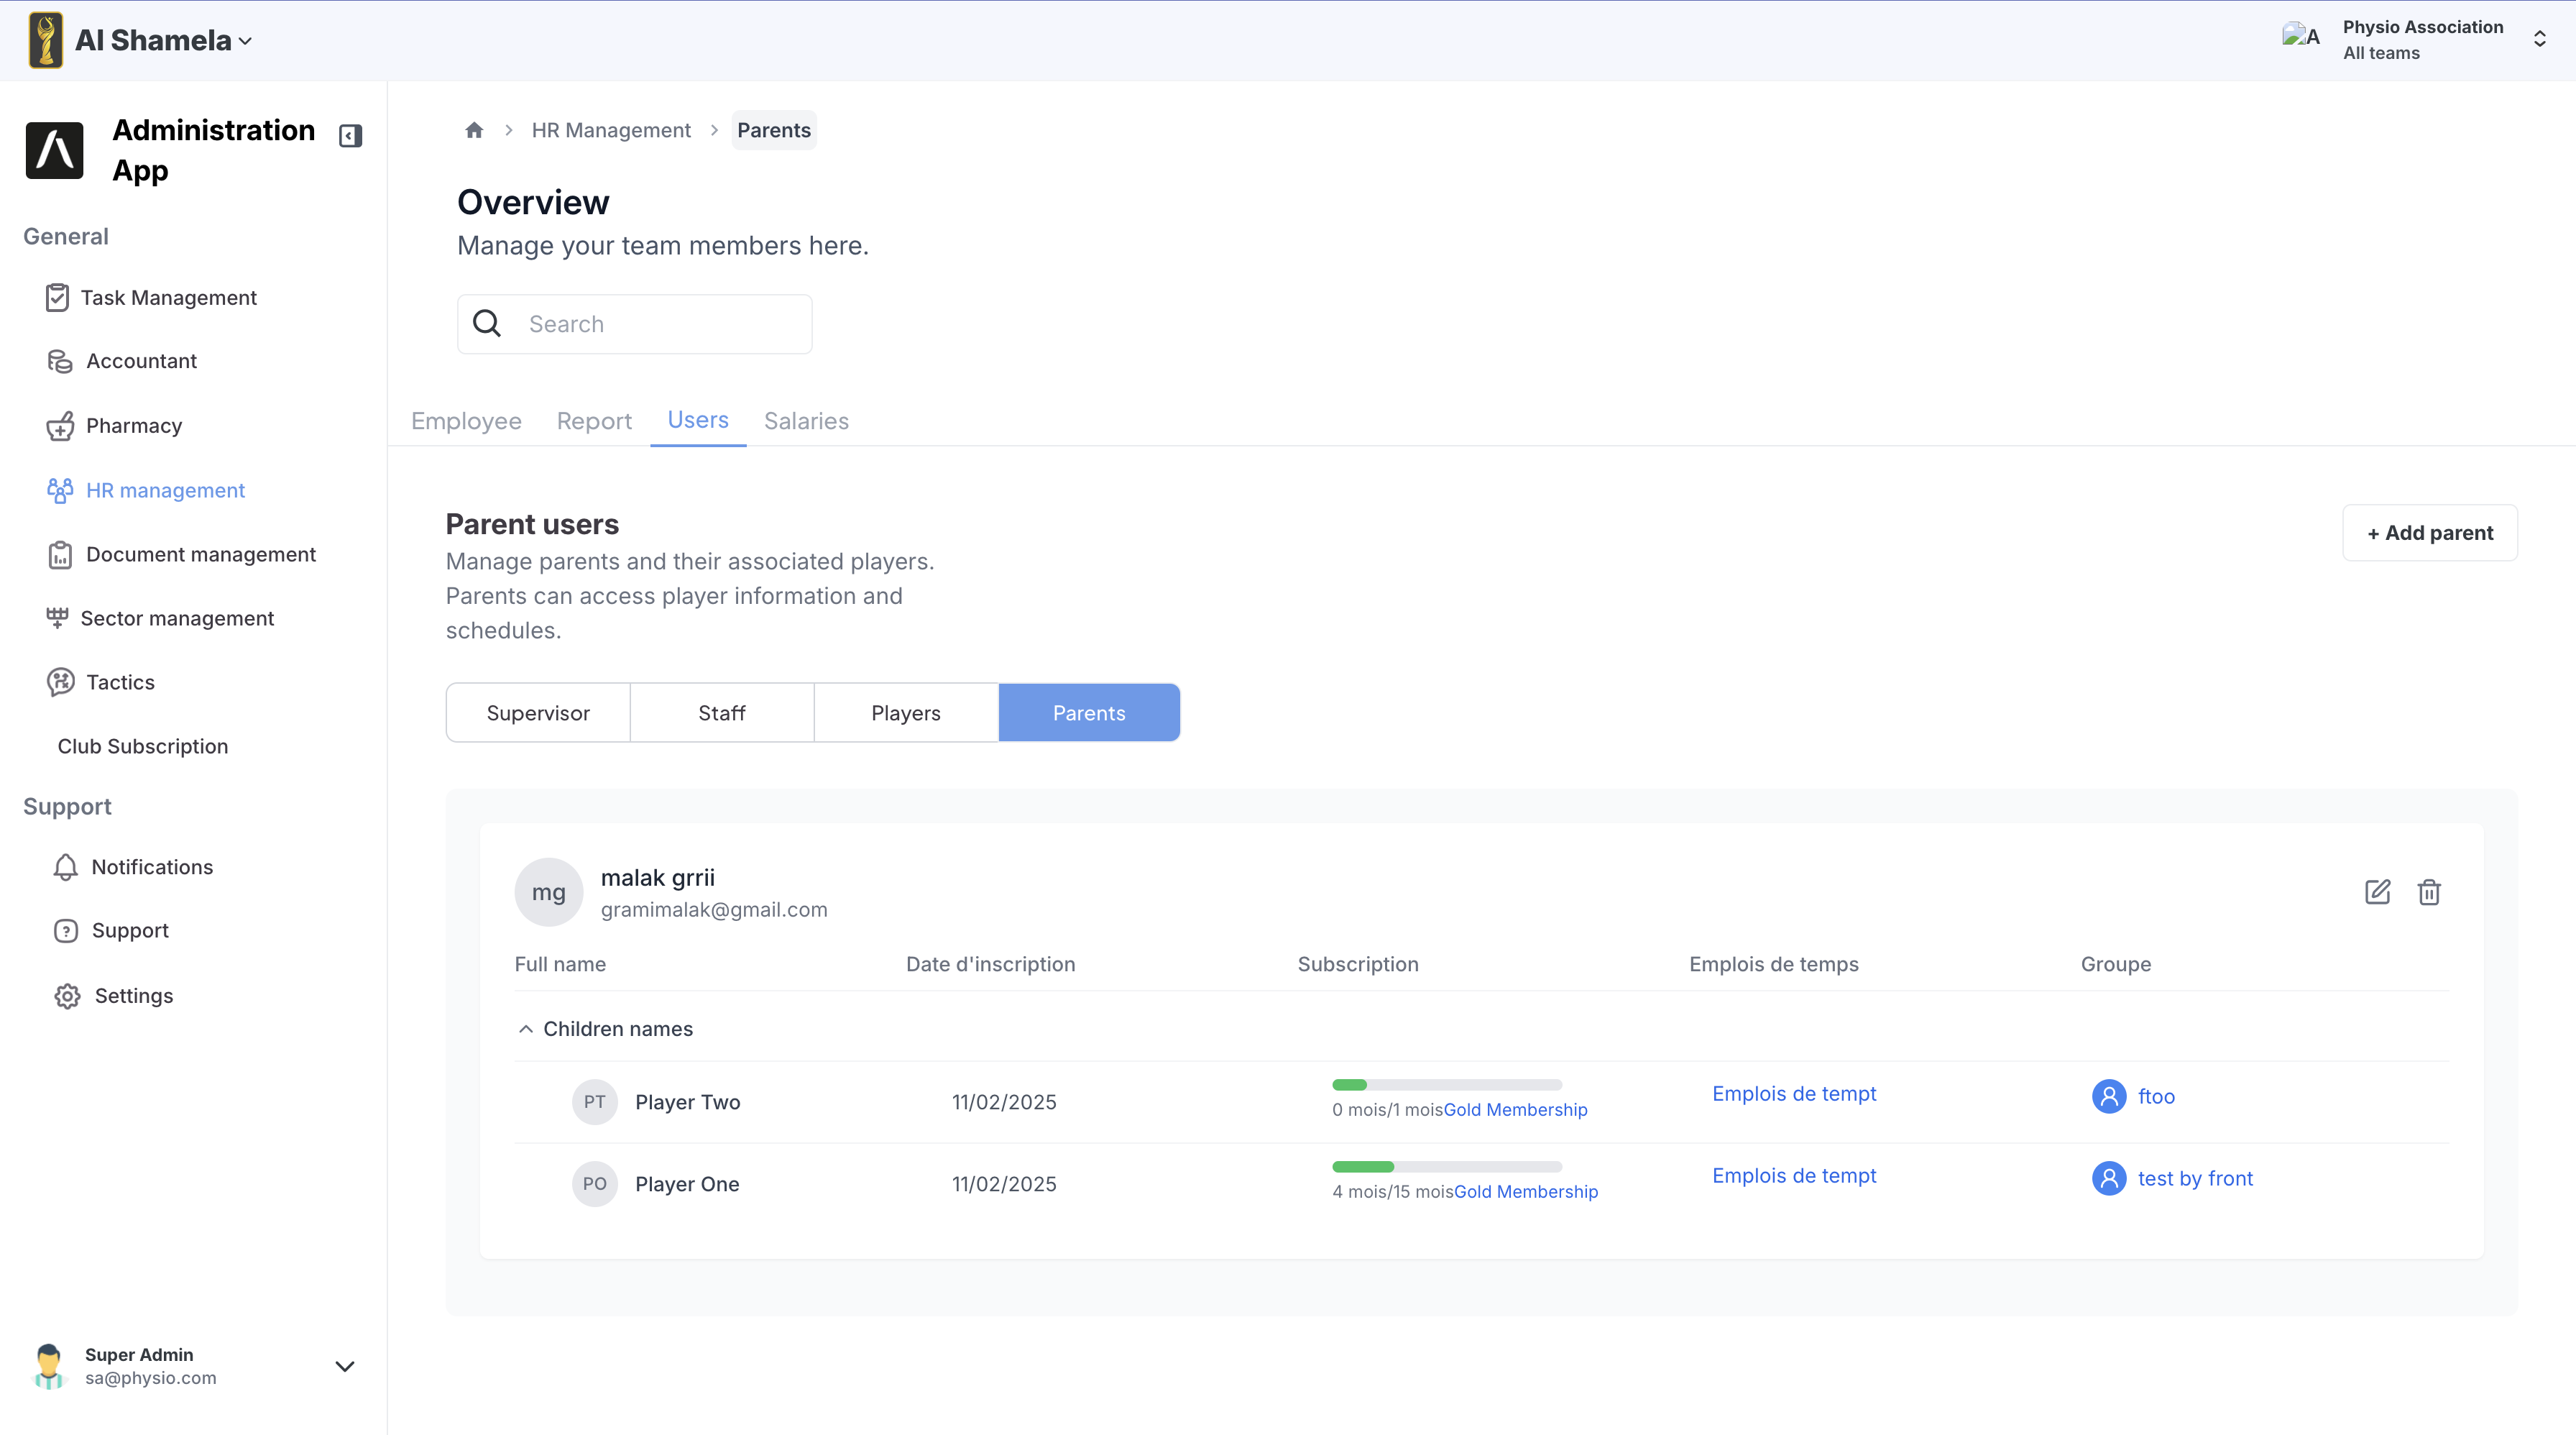 Al Shamela
A
Physio Association
All teams
Administration
App
General
Task Management
Accountant
Pharmacy
HR management
Document management
Sector management
Tactics
Club Subscription
Support
Notifications
Support
Settings
Super Admin
sa@physio.com
HR Management
Parents
Overview
Manage your team members here.
Search
Employee Report Users Salaries
Parent users
Manage parents and their associated players.
Parents can access player information and
schedules.
+ Add parent
Supervisor Staff Players Parents
mg
malak grrii
gramimalak@gmail.com
Full name Date d'inscription Subscription Emplois de temps Groupe
Children names
PT Player Two 11/02/2025 0 mois/1 moisGold Membership Emplois de tempt ftoo
PO Player One 11/02/2025 4 mois/15 moisGold Membership Emplois de tempt test by front